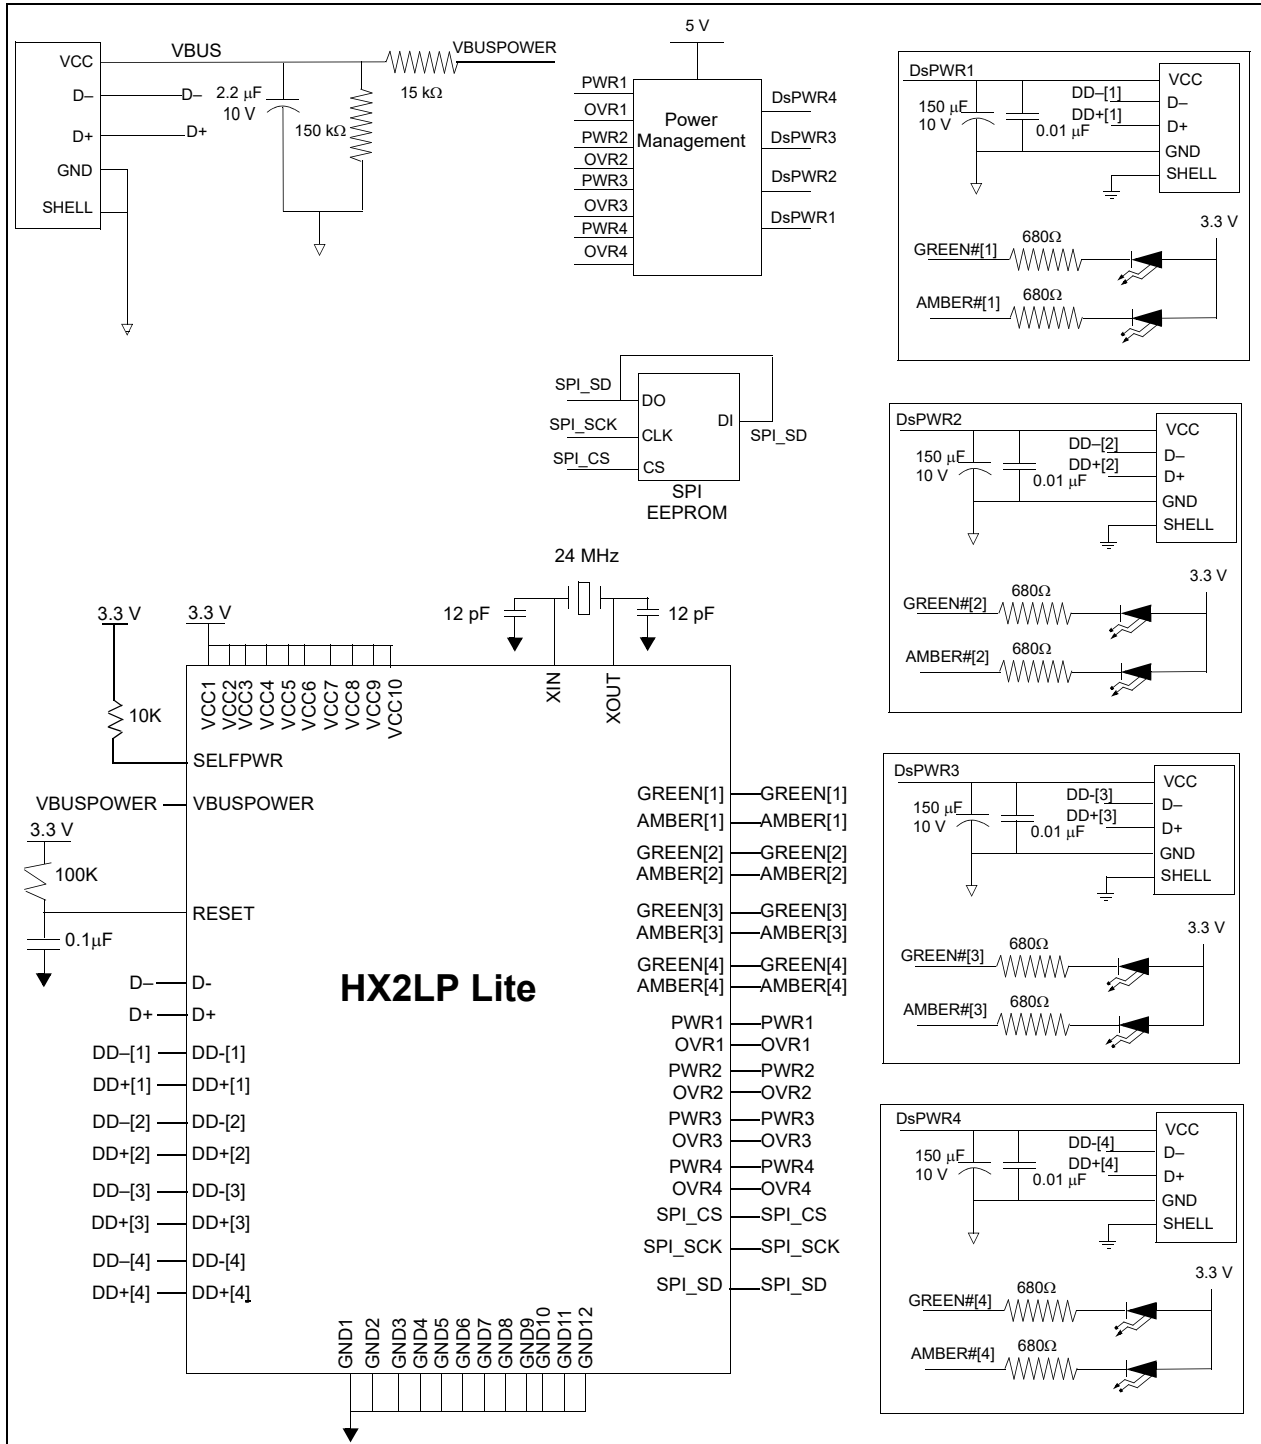 VCC
D–
D+
GND
SHELL
VBUS
D–
D+
2.2 μF
10 V
150 kΩ
15 kΩ
VBUSPOWER
5 V
PWR1
OVR1
PWR2
OVR2
PWR3
OVR3
PWR4
OVR4
Power
Management
DsPWR4
DsPWR3
DsPWR2
DsPWR1
DsPWR1
150 μF
10 V
0.01 μF
DD–[1]
DD+[1]
VCC
D–
D+
GND
SHELL
3.3 V
GREEN#[1]
680Ω
AMBER#[1]
680Ω
SPI_SD
SPI_SCK
SPI_CS
DO
CLK
CS
DI
SPI_SD
SPI
EEPROM
DsPWR2
150 μF
10 V
0.01 μF
DD–[2]
DD+[2]
VCC
D–
D+
GND
SHELL
3.3 V
GREEN#[2]
680Ω
AMBER#[2]
680Ω
24 MHz
12 pF
12 pF
3.3 V
3.3 V
10K
VCC1
VCC2
VCC3
VCC4
VCC5
VCC6
VCC7
VCC8
VCC9
VCC10
XIN
XOUT
SELFPWR
VBUSPOWER
VBUSPOWER
3.3 V
100K
RESET
0.1μF
HX2LP Lite
D– D-
D+ D+
DD–[1] DD-[1]
DD+[1] DD+[1]
DD–[2] DD-[2]
DD+[2] DD+[2]
DD–[3] DD-[3]
DD+[3] DD+[3]
DD–[4] DD-[4]
DD+[4] DD+[4]
GREEN[1] GREEN[1]
AMBER[1] AMBER[1]
GREEN[2] GREEN[2]
AMBER[2] AMBER[2]
GREEN[3] GREEN[3]
AMBER[3] AMBER[3]
GREEN[4] GREEN[4]
AMBER[4] AMBER[4]
PWR1 PWR1
OVR1 OVR1
PWR2 PWR2
OVR2 OVR2
PWR3 PWR3
OVR3 OVR3
PWR4 PWR4
OVR4 OVR4
SPI_CS SPI_CS
SPI_SCK SPI_SCK
SPI_SD SPI_SD
GND1
GND2
GND3
GND4
GND5
GND6
GND7
GND8
GND9
GND10
GND11
GND12
DsPWR3
150 μF
10 V
0.01 μF
DD-[3]
DD+[3]
VCC
D–
D+
GND
SHELL
3.3 V
GREEN#[3]
680Ω
AMBER#[3]
680Ω
DsPWR4
150 μF
10 V
0.01 μF
DD-[4]
DD+[4]
VCC
D–
D+
GND
SHELL
3.3 V
GREEN#[4]
680Ω
AMBER#[4]
680Ω